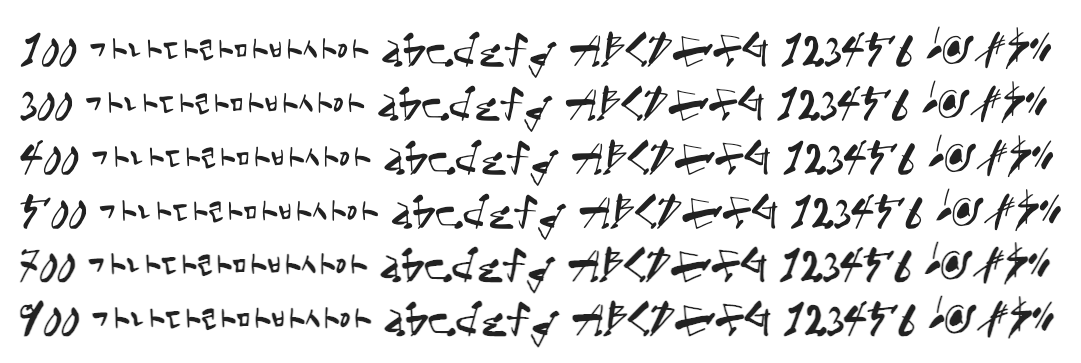 100 가나다라마바사아 abcdefg ABCDEFG 123456 !@#$%
300 가나다라마바사아 abcdefg ABCDEFG 123456 !@#$%
400 가나다라마바사아 abcdefg ABCDEFG 123456 !@#$%
500 가나다라마바사아 abcdefg ABCDEFG 123456 !@#$%
700 가나다라마바사아 abcdefg ABCDEFG 123456 !@#$%
900 가나다라마바사아 abcdefg ABCDEFG 123456 !@#$%